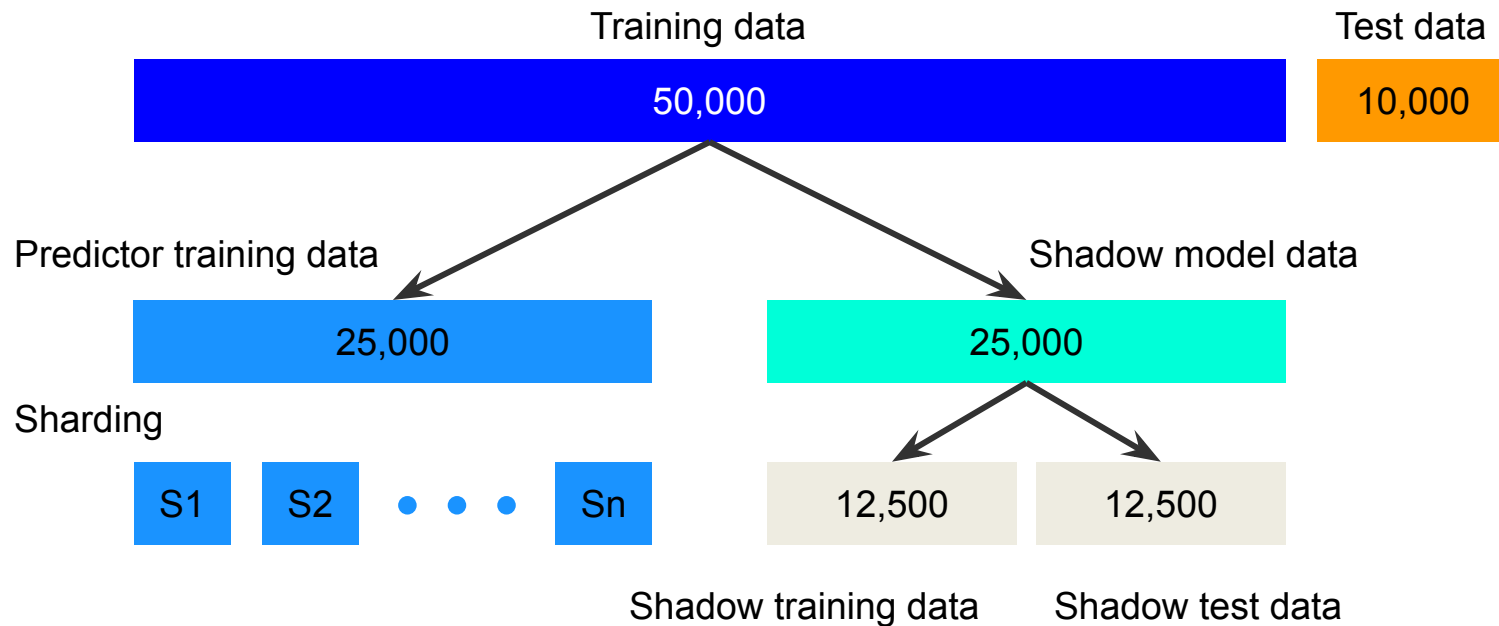 Training data
Test data
50,000
10,000
Predictor training data
Shadow model data
25,000
25,000
Sharding
S1
S2
Sn
12,500
12,500
Shadow training data
Shadow test data